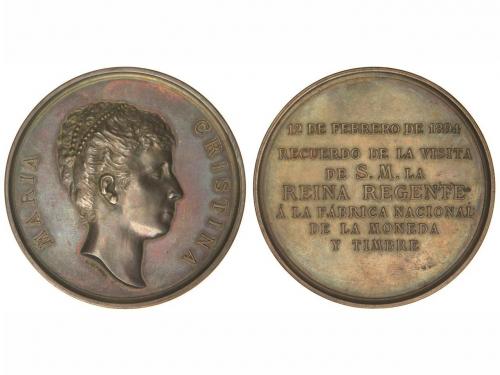 MARIA CRISTINA
12 DE FEBRERO DE 1894
RECUERDO DE LA VISITA
DE S. M. LA
REINA REGENTE
Á LA FÁBRICA NACIONAL
DE LA MONEDA
Y TIMBRE